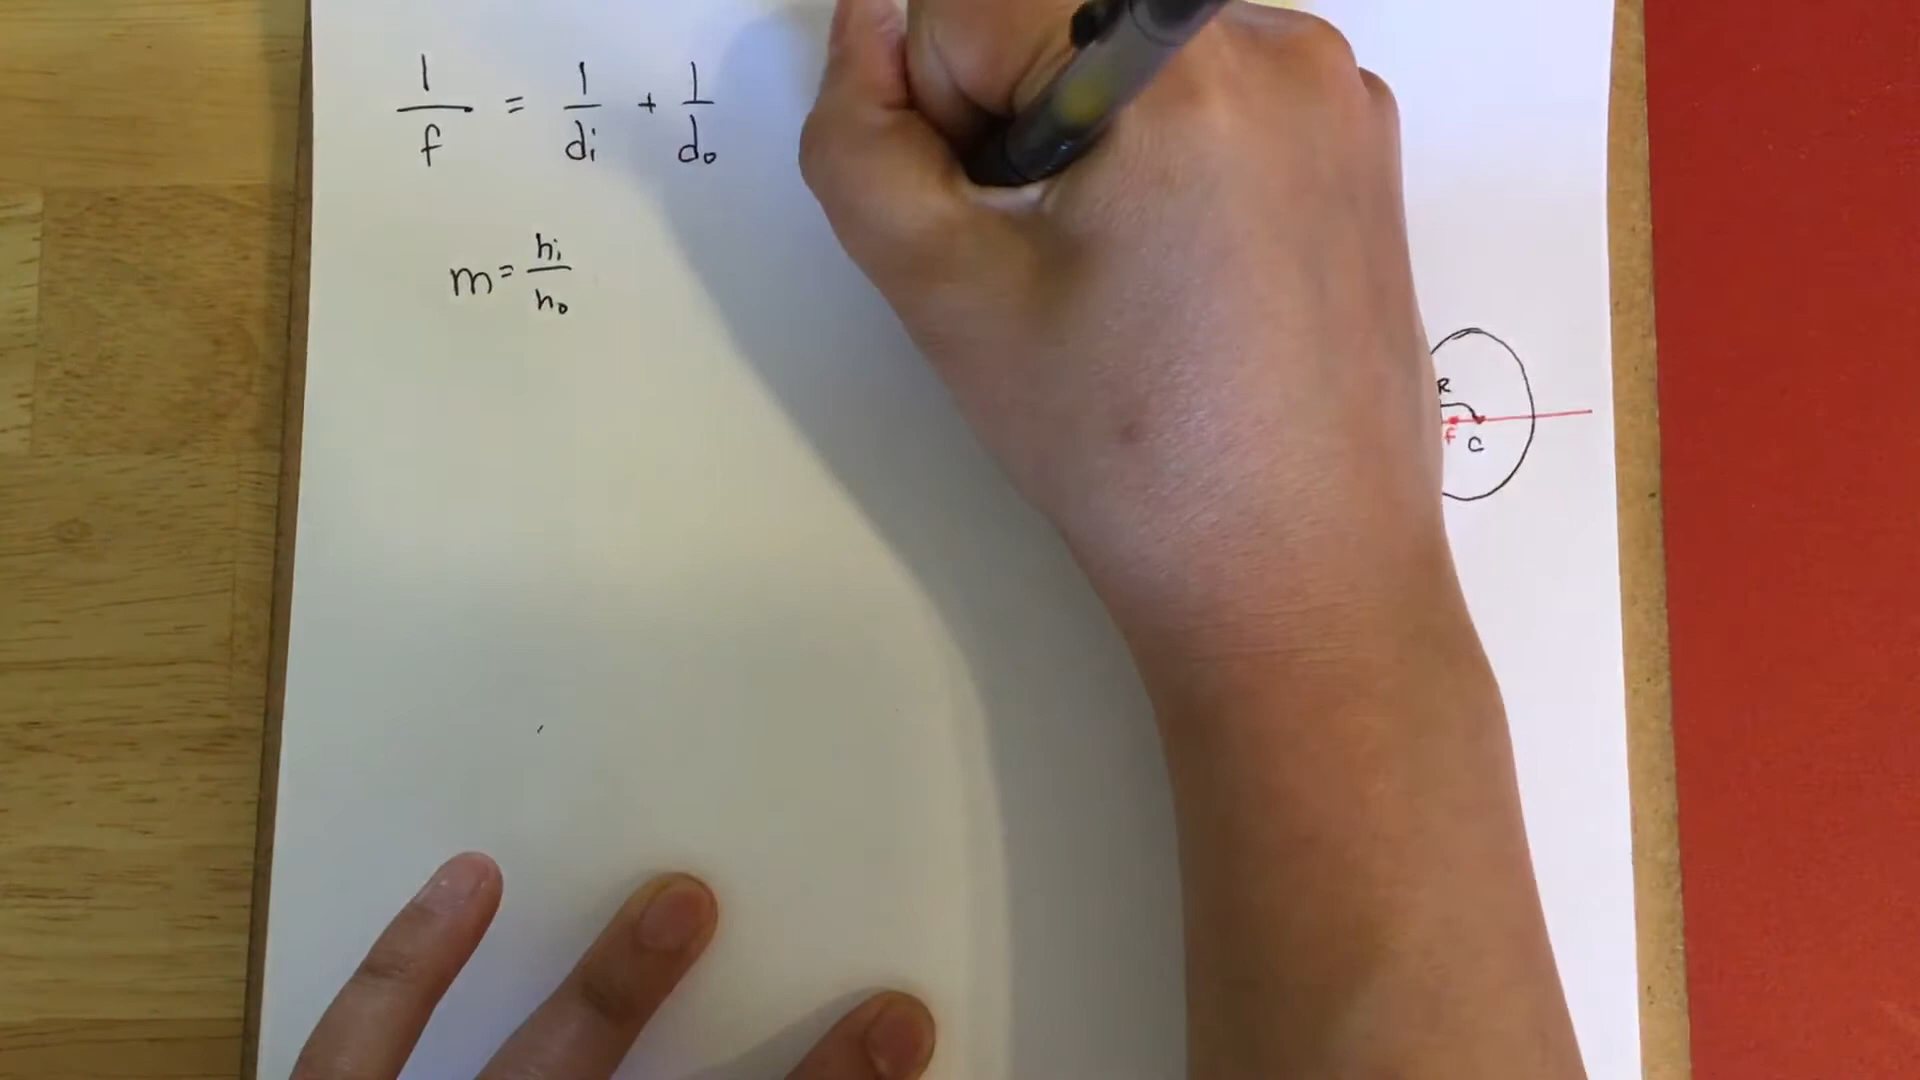 1/f = 1/di + 1/do
m = hi/ho
R
f C